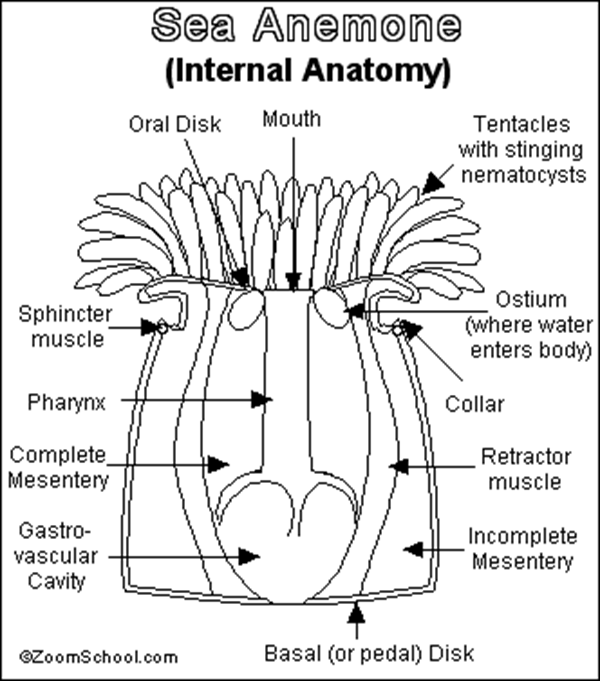 Sea Anemone
(Internal Anatomy)
Oral Disk
Mouth
Tentacles
with stinging
nematocysts
Sphincter
muscle
Ostium
(where water
enters body)
Pharynx
Collar
Complete
Mesentery
Retractor
muscle
Gastro-
vascular
Cavity
Incomplete
Mesentery
©ZoomSchool.com
Basal (or pedal) Disk